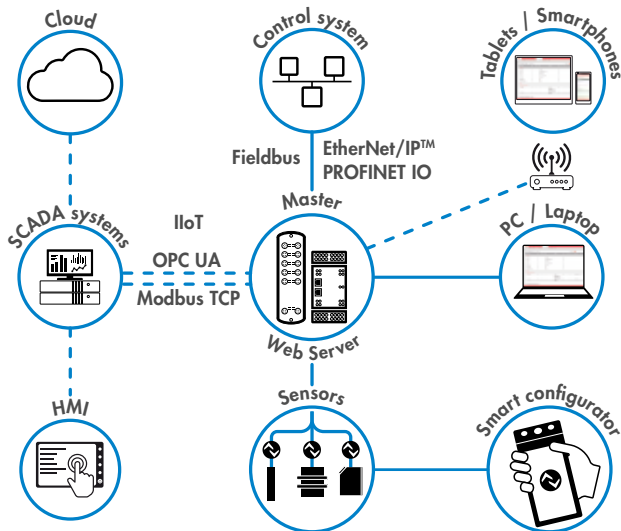 Cloud
Control system
Tablets / Smartphones
Fieldbus
EtherNet/IP™
PROFINET IO
SCADA systems
IIoT
OPC UA
Modbus TCP
Master
Web Server
PC / Laptop
HMI
Sensors
Smart configurator